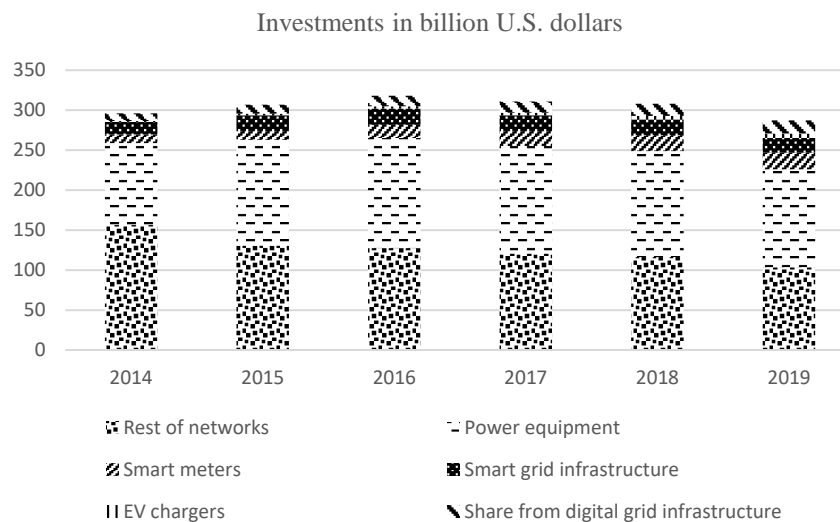 Investments in billion U.S. dollars
350
300
250
200
150
100
50
0
2014 2015 2016 2017 2018 2019
Rest of networks Power equipment
Smart meters Smart grid infrastructure
EV chargers Share from digital grid infrastructure